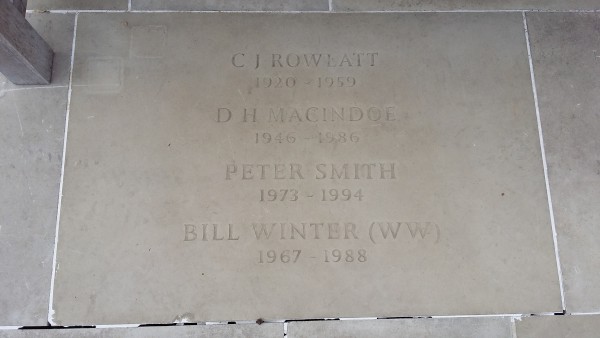 C J ROWLATT
1920 - 1959
D H MACINDOE
1946 - 1986
PETER SMITH
1973 - 1994
BILL WINTER (WW)
1967 - 1988